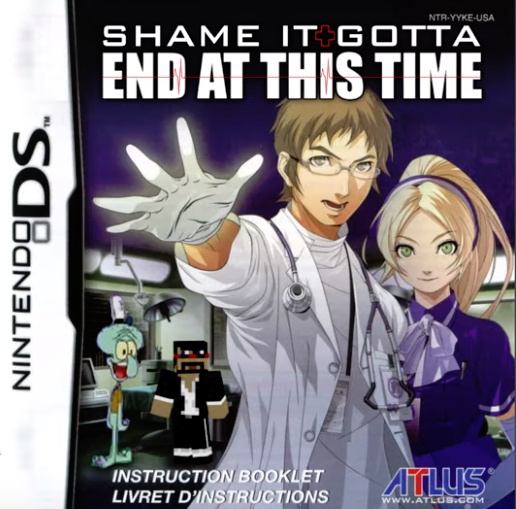 NTR-YYKE-USA
SHAME IT GOTTA
END AT THIS TIME
NINTENDO DS™
INSTRUCTION BOOKLET
LIVRET D'INSTRUCTIONS
ATLUS®
WWW.ATLUS.COM